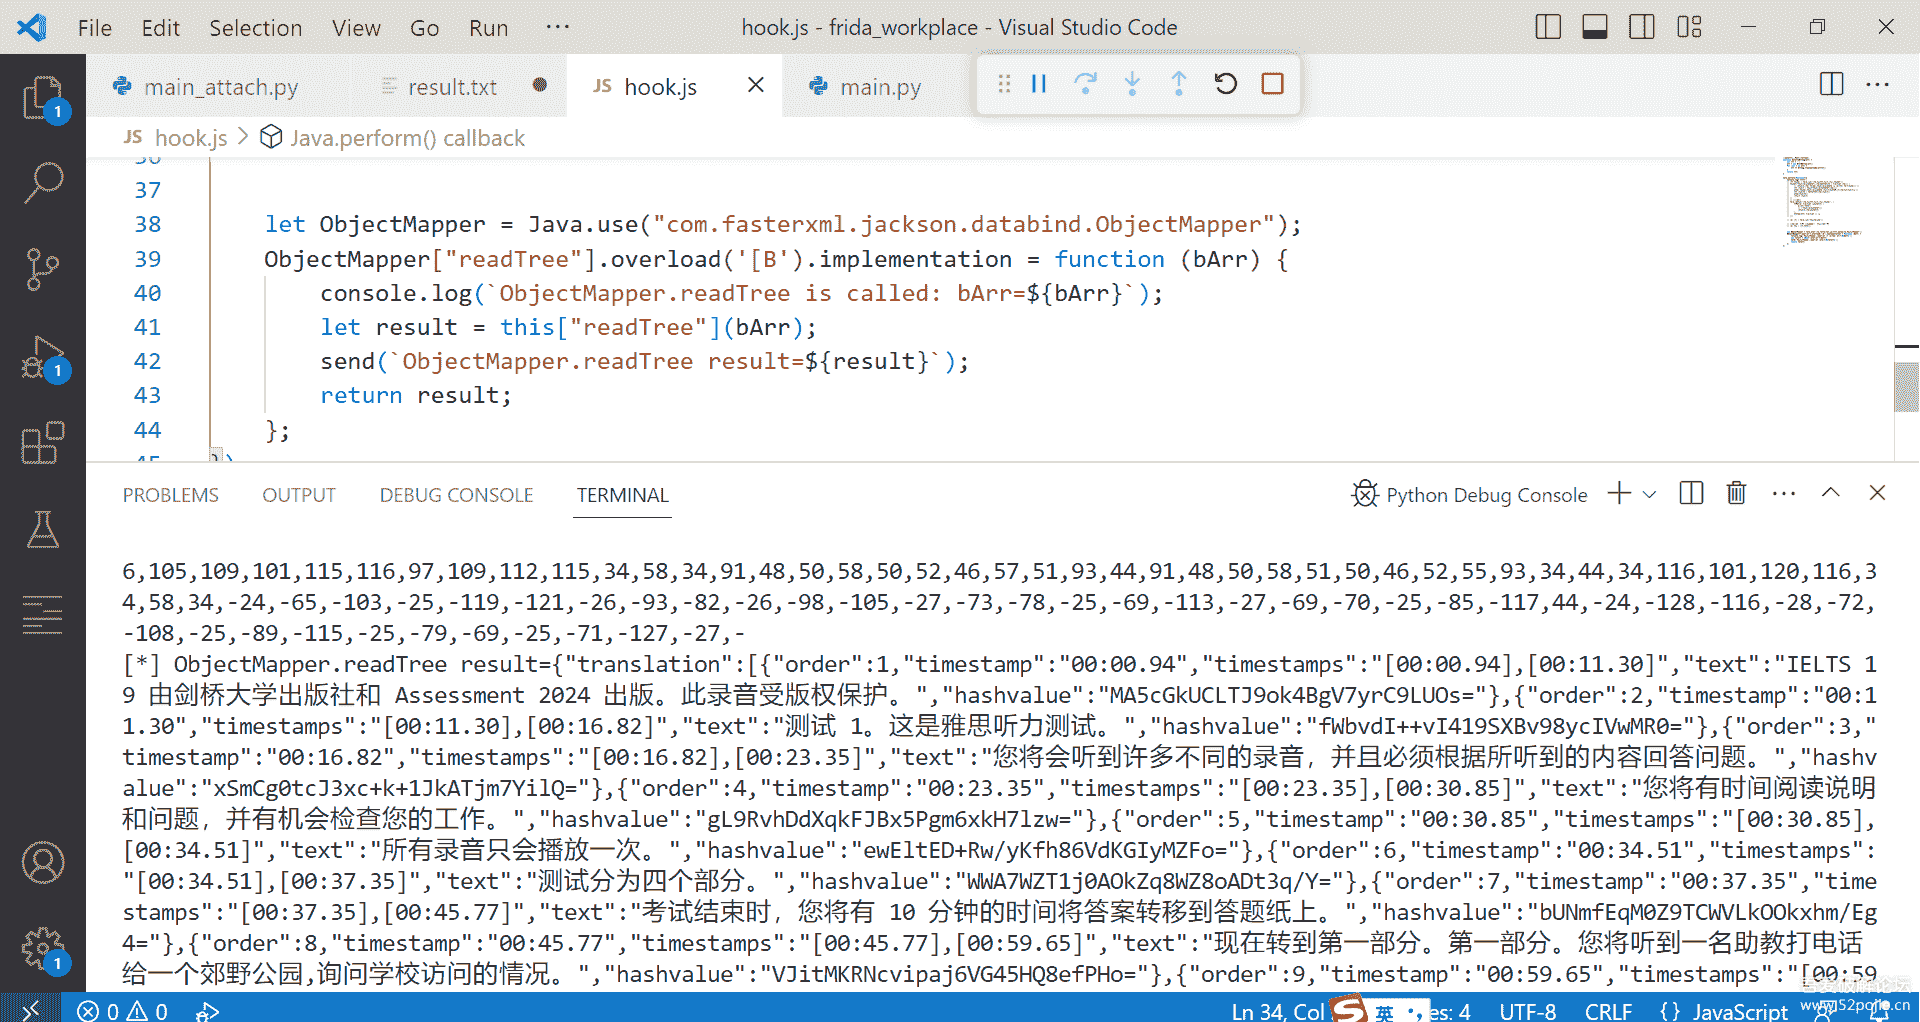 File Edit Selection View Go Run ···
hook.js - frida_workplace - Visual Studio Code
main_attach.py
result.txt
JS hook.js
main.py
JS hook.js > Java.perform() callback
36
37
38 let ObjectMapper = Java.use("com.fasterxml.jackson.databind.ObjectMapper");
39 ObjectMapper["readTree"].overload('[B').implementation = function (bArr) {
40 console.log(`ObjectMapper.readTree is called: bArr=${bArr}`);
41 let result = this["readTree"](bArr);
42 send(`ObjectMapper.readTree result=${result}`);
43 return result;
44 };
45 })
PROBLEMS OUTPUT DEBUG CONSOLE TERMINAL
Python Debug Console
6,105,109,101,115,116,97,109,112,115,34,58,34,91,48,50,58,50,52,46,57,51,93,44,91,48,50,58,51,50,46,52,55,93,34,44,34,116,101,120,116,3
4,58,34,-24,-65,-103,-25,-119,-121,-26,-93,-82,-26,-98,-105,-27,-73,-78,-25,-69,-113,-27,-69,-70,-25,-85,-117,44,-24,-128,-116,-28,-72,
-108,-25,-89,-115,-25,-79,-69,-25,-71,-127,-27,-
[*] ObjectMapper.readTree result={"translation":[{"order":1,"timestamp":"00:00.94","timestamps":"[00:00.94],[00:11.30]","text":"IELTS 1
9 由剑桥大学出版社和 Assessment 2024 出版。此录音受版权保护。","hashvalue":"MA5cGkUCLTJ9ok4BgV7yrC9LUOs="},{"order":2,"timestamp":"00:1
1.30","timestamps":"[00:11.30],[00:16.82]","text":"测试 1。这是雅思听力测试。","hashvalue":"fWbvdI++vI419SXBv98ycIVwMR0="},{"order":3,"
timestamp":"00:16.82","timestamps":"[00:16.82],[00:23.35]","text":"您将会听到许多不同的录音，并且必须根据所听到的内容回答问题。","hashv
alue":"xSmCg0tcJ3xc+k+1JkATjm7YilQ="},{"order":4,"timestamp":"00:23.35","timestamps":"[00:23.35],[00:30.85]","text":"您将有时间阅读说明
和问题，并有机会检查您的工作。","hashvalue":"gL9RvhDdXqkFJBx5Pgm6xkH7lzw="},{"order":5,"timestamp":"00:30.85","timestamps":"[00:30.85],
[00:34.51]","text":"所有录音只会播放一次。","hashvalue":"ewEltED+Rw/yKfh86VdKGIyMZFo="},{"order":6,"timestamp":"00:34.51","timestamps":
"[00:34.51],[00:37.35]","text":"测试分为四个部分。","hashvalue":"WWA7WZT1j0AOkZq8WZ8oADt3q/Y="},{"order":7,"timestamp":"00:37.35","time
stamps":"[00:37.35],[00:45.77]","text":"考试结束时，您将有 10 分钟的时间将答案转移到答题纸上。","hashvalue":"bUNmfEqM0Z9TCWVLkOOkxhm/Eg
4="},{"order":8,"timestamp":"00:45.77","timestamps":"[00:45.77],[00:59.65]","text":"现在转到第一部分。第一部分。您将听到一名助教打电话
给一个郊野公园,询问学校访问的情况。","hashvalue":"VJitMKRNcvipaj6VG45HQ8efPHo="},{"order":9,"timestamp":"00:59.65","timestamps":"[00:59
0 0 Ln 34, Col 英 es: 4 UTF-8 CRLF {} JavaScript
www.52pojie.cn